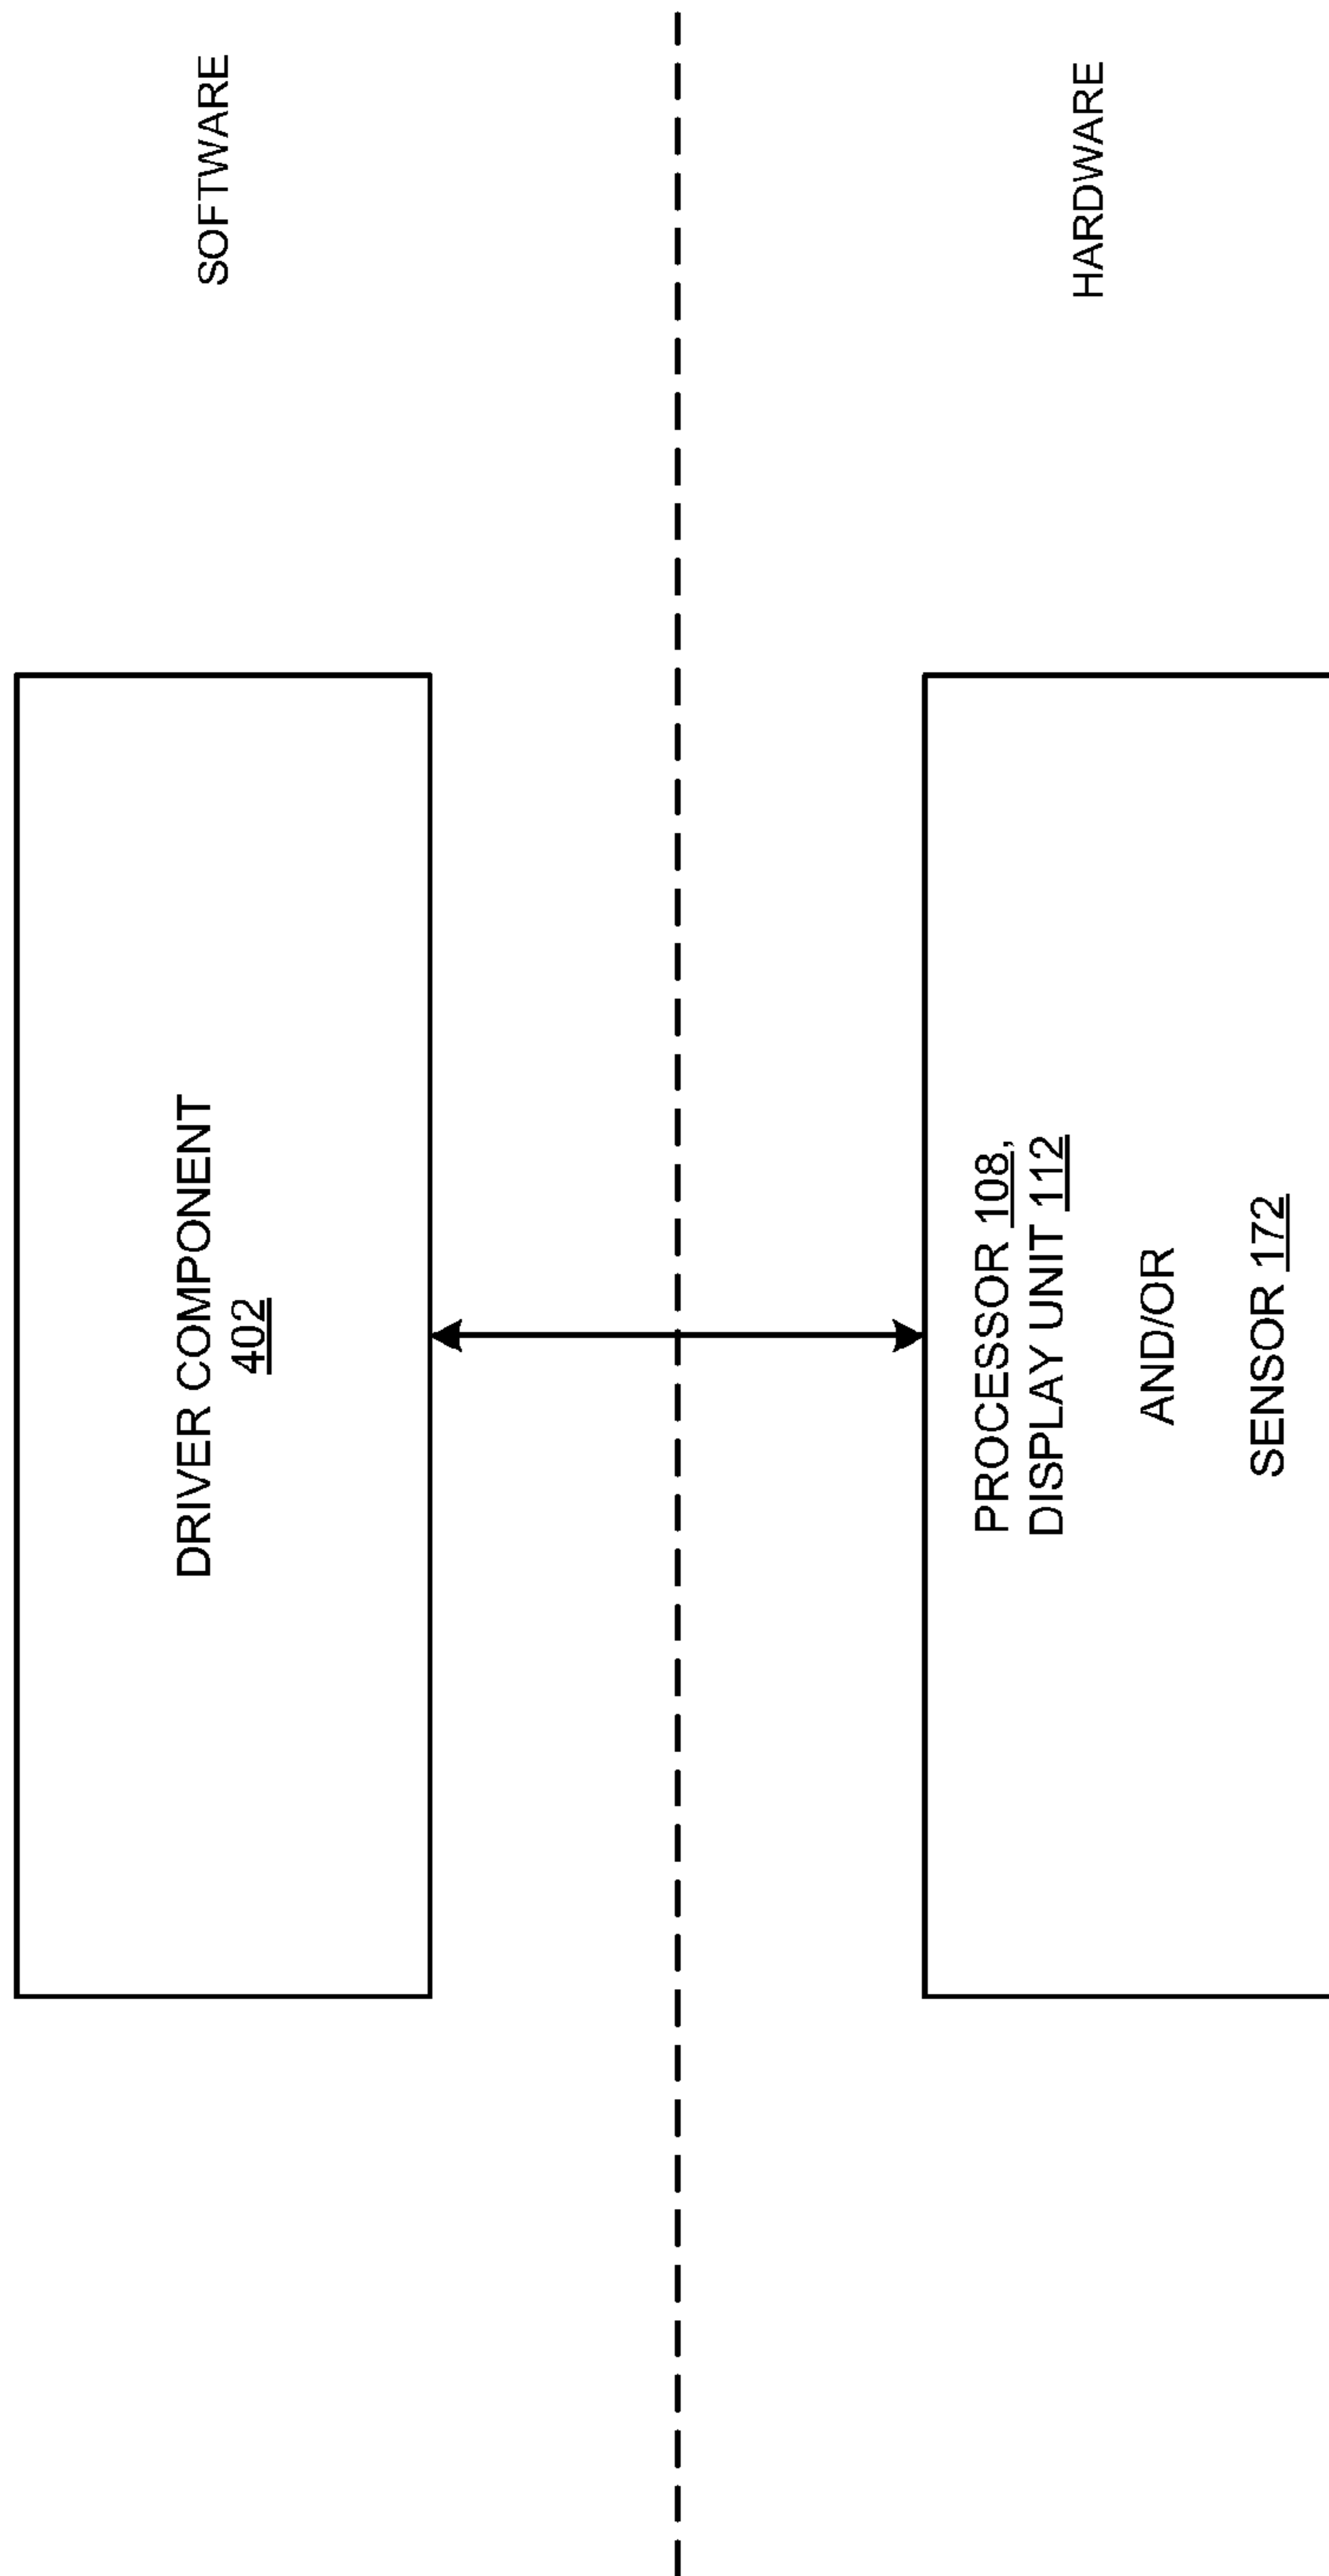 SOFTWARE
DRIVER COMPONENT
402
HARDWARE
PROCESSOR 108,
DISPLAY UNIT 112
AND/OR
SENSOR 172